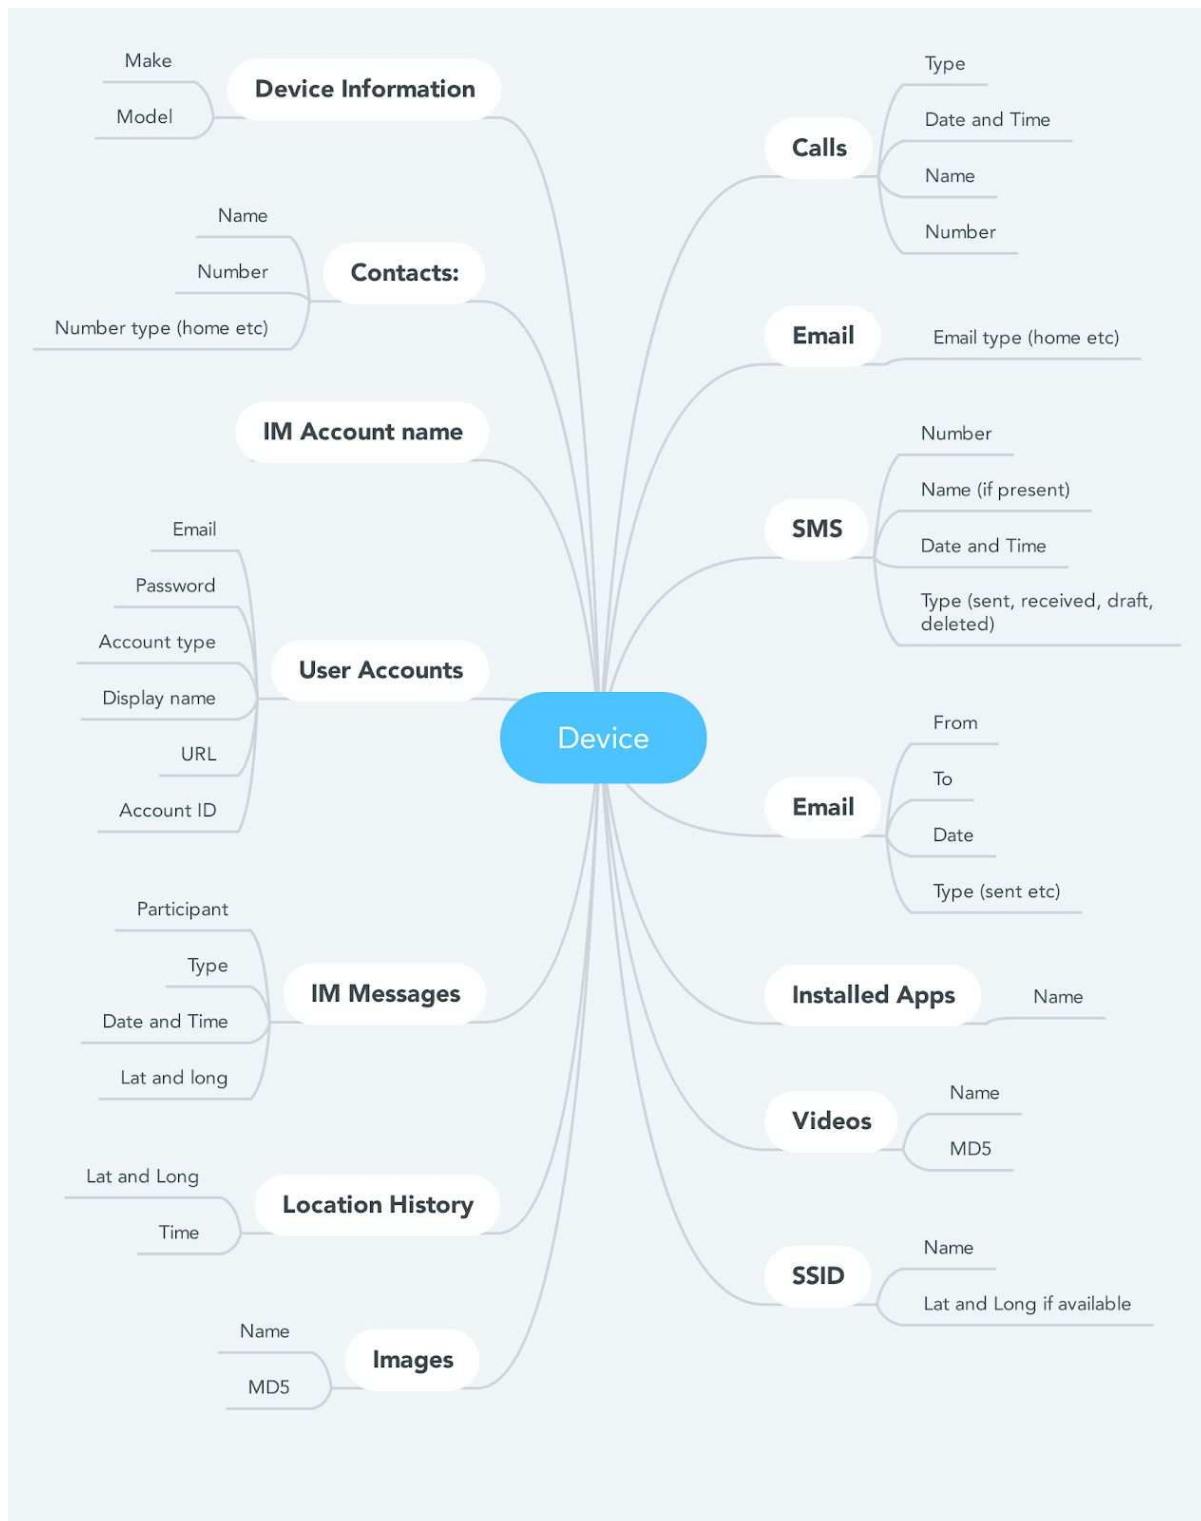 Make
Device Information
Model
Name
Contacts:
Number
Number type (home etc)
IM Account name
Email
Password
Account type
User Accounts
Display name
URL
Account ID
Participant
Type
IM Messages
Date and Time
Lat and long
Lat and Long
Location History
Time
Name
Images
MD5
Device
Type
Calls
Date and Time
Name
Number
Email
Email type (home etc)
Number
Name (if present)
SMS
Date and Time
Type (sent, received, draft,
deleted)
From
To
Email
Date
Type (sent etc)
Installed Apps
Name
Name
Videos
MD5
Name
SSID
Lat and Long if available